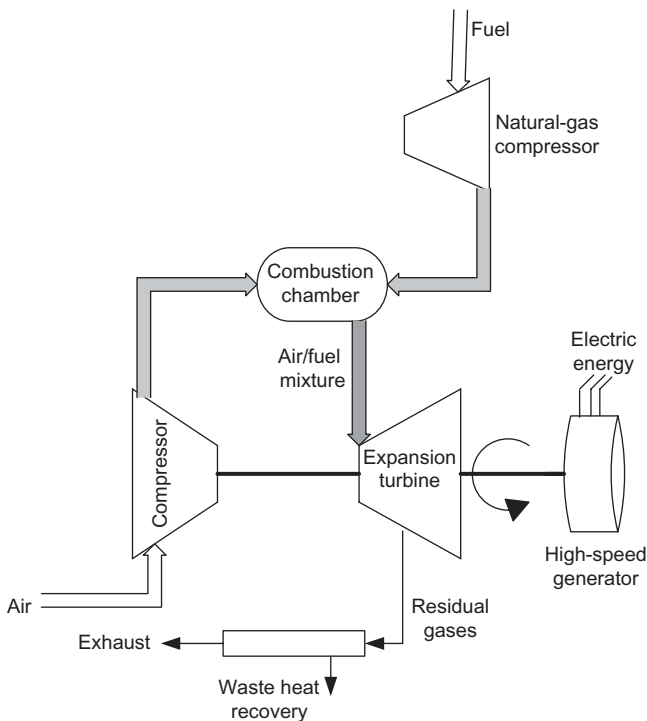 Fuel
Natural-gas
compressor
Combustion
chamber
Air/fuel
mixture
Electric
energy
Compressor
Expansion
turbine
High-speed
generator
Air
Residual
gases
Exhaust
Waste heat
recovery